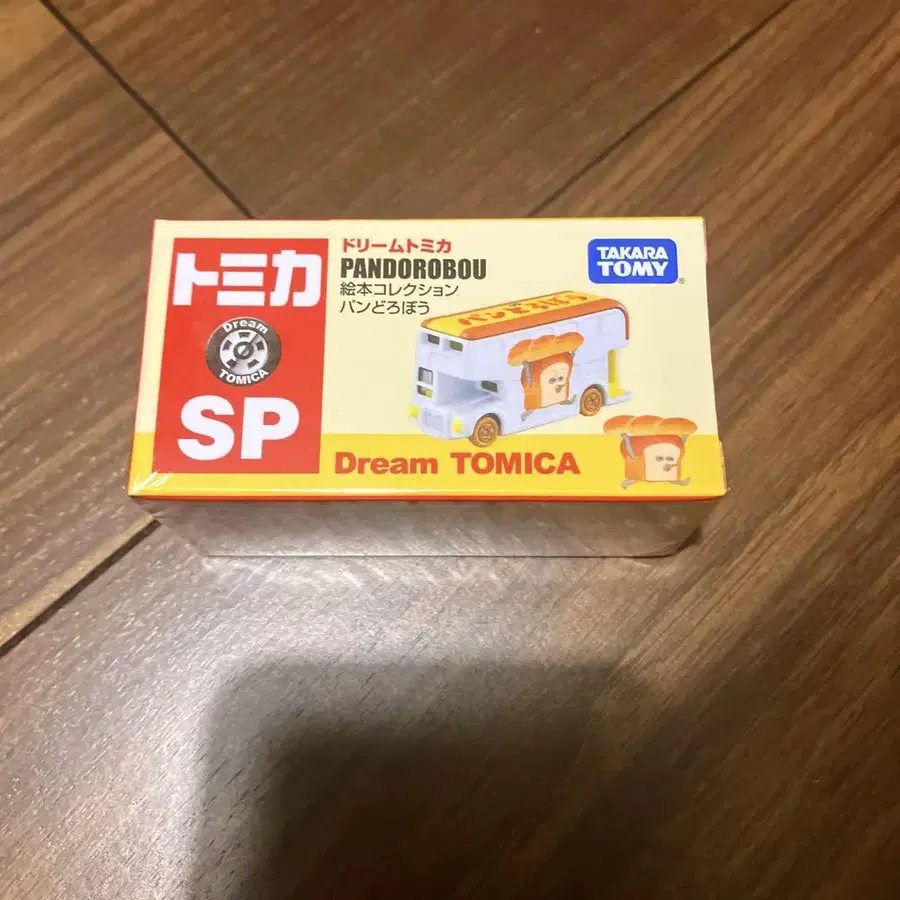 トミカ
Dream
TOMICA
SP
ドリームトミカ
PANDOROBOU
絵本コレクション
パンどろぼう
TAKARA
TOMY
®
パンどろぼう
Dream TOMICA